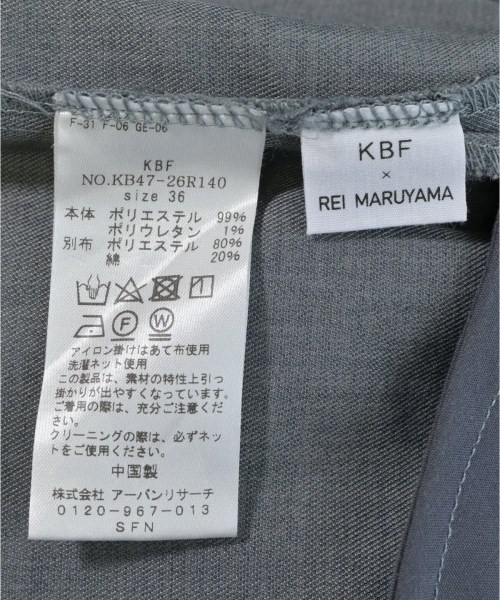 F-31 F-06 GE-06
KBF
NO.KB47-26R140
size 36
本体 ポリエステル 99%
ポリウレタン 1%
別布 ポリエステル 80%
綿 20%
F W
アイロン掛けはあて布使用
洗濯ネット使用
この製品は、素材の特性上引っ
掛かりが出やすくなっています。
ご着用の際は、充分ご注意くだ
さい。
クリーニングの際は、必ずネッ
トをご使用ください。
中国製
株式会社 アーバンリサーチ
0120-967-013
SFN
KBF
×
REI MARUYAMA